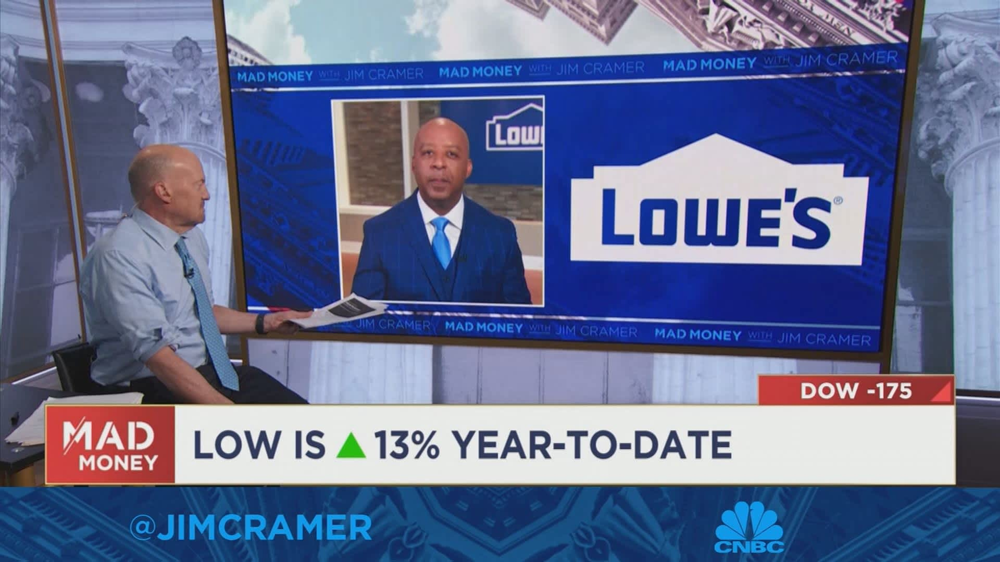 MAD MONEY WITH JIM CRAMER MAD MONEY WITH JIM CRAMER MAD MONEY WITH JIM CRAMER
LOW
LOWE'S®
JIM CRAMER MAD MONEY WITH JIM CRAMER MAD MONEY WITH JIM CRAMER
DOW -175
MAD
MONEY
LOW IS ▲ 13% YEAR-TO-DATE
@JIMCRAMER
CNBC